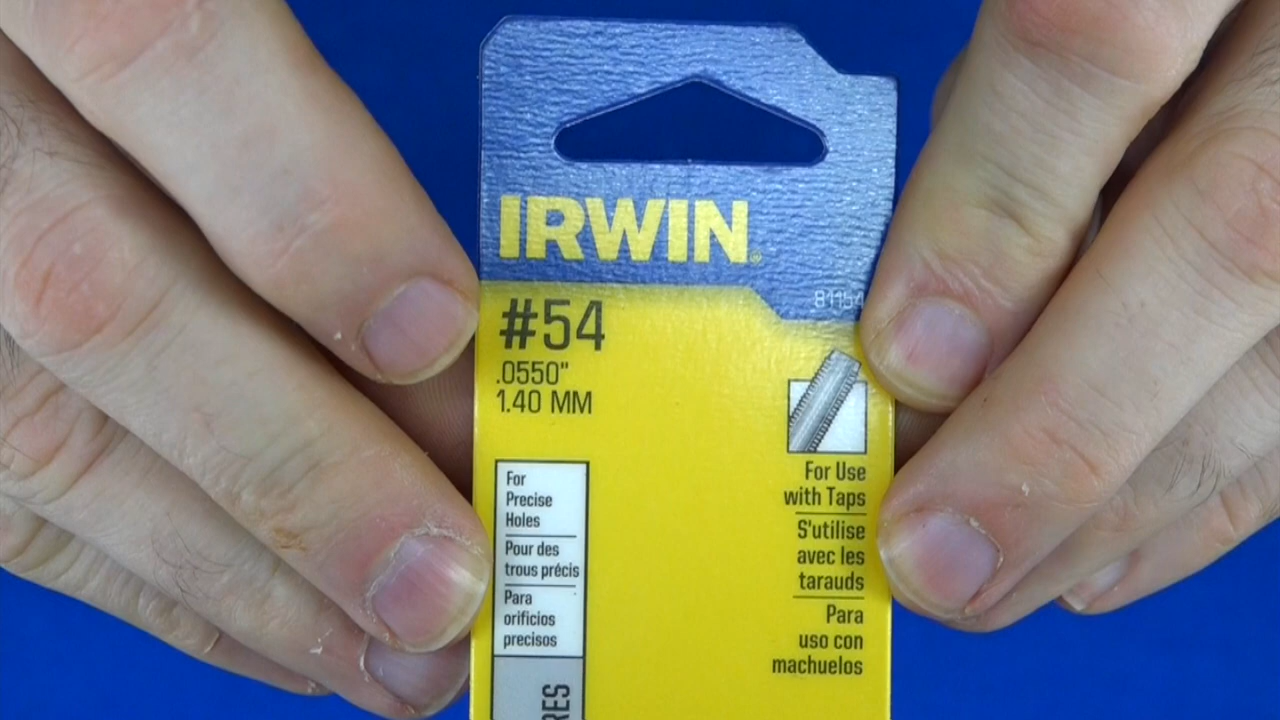 IRWIN®
81154
#54
.0550"
1.40 MM
For
Precise
Holes
Pour des
trous précis
Para
orificios
precisos
RES
For Use
with Taps
S'utilise
avec les
tarauds
Para
uso con
machuelos